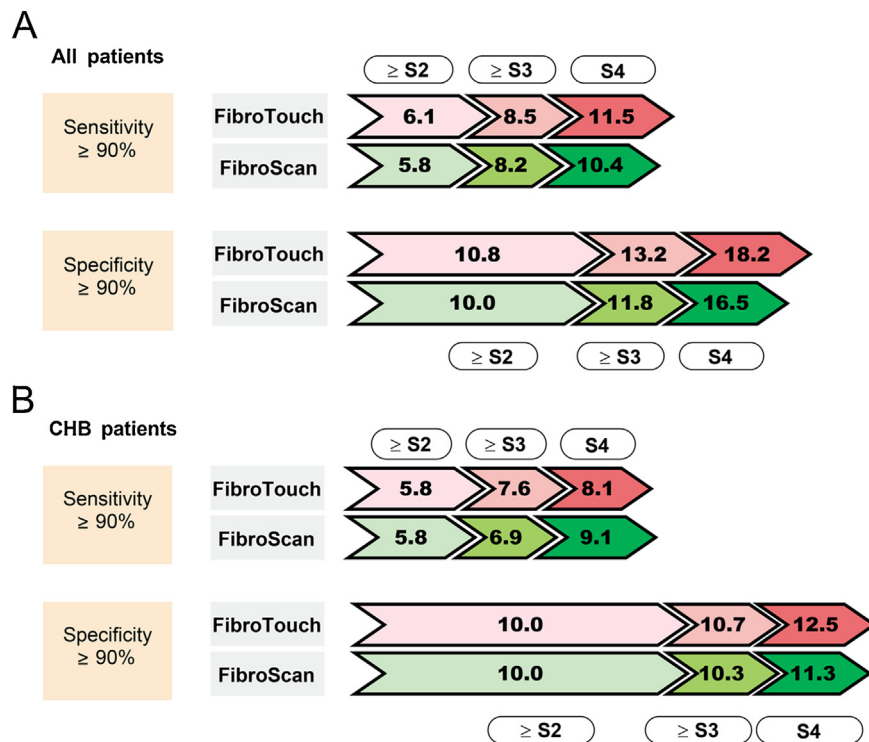 A
All patients
≥ S2 ≥ S3 S4
Sensitivity
≥ 90%
FibroTouch 6.1 8.5 11.5
FibroScan 5.8 8.2 10.4
Specificity
≥ 90%
FibroTouch 10.8 13.2 18.2
FibroScan 10.0 11.8 16.5
≥ S2 ≥ S3 S4
B
CHB patients
≥ S2 ≥ S3 S4
Sensitivity
≥ 90%
FibroTouch 5.8 7.6 8.1
FibroScan 5.8 6.9 9.1
Specificity
≥ 90%
FibroTouch 10.0 10.7 12.5
FibroScan 10.0 10.3 11.3
≥ S2 ≥ S3 S4